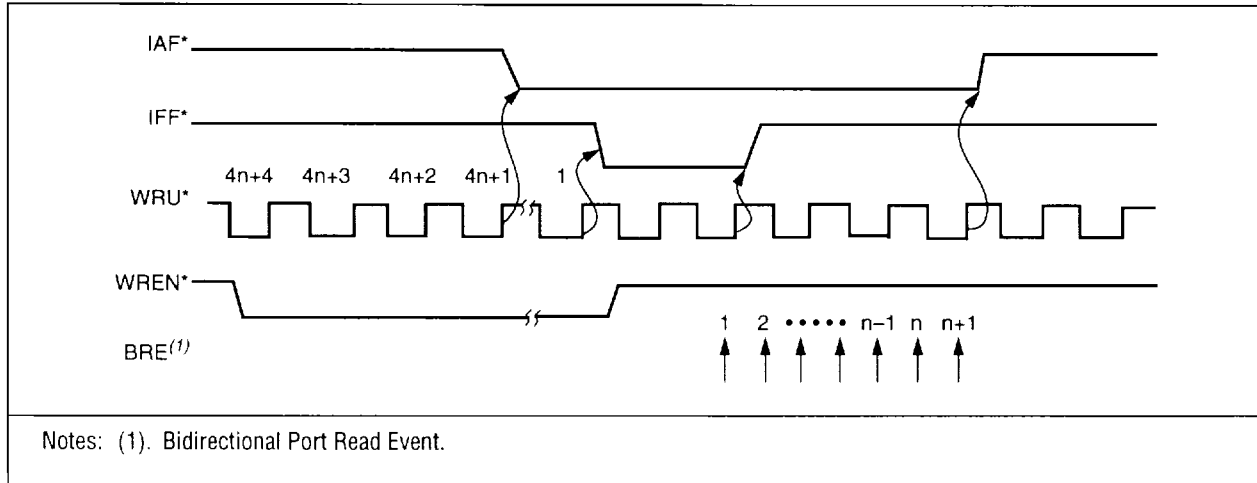 IAF*
IFF*
4n+4 4n+3 4n+2 4n+1 1
WRU*
WREN*
1 2 ••••• n–1 n n+1
BRE(1)
Notes: (1). Bidirectional Port Read Event.